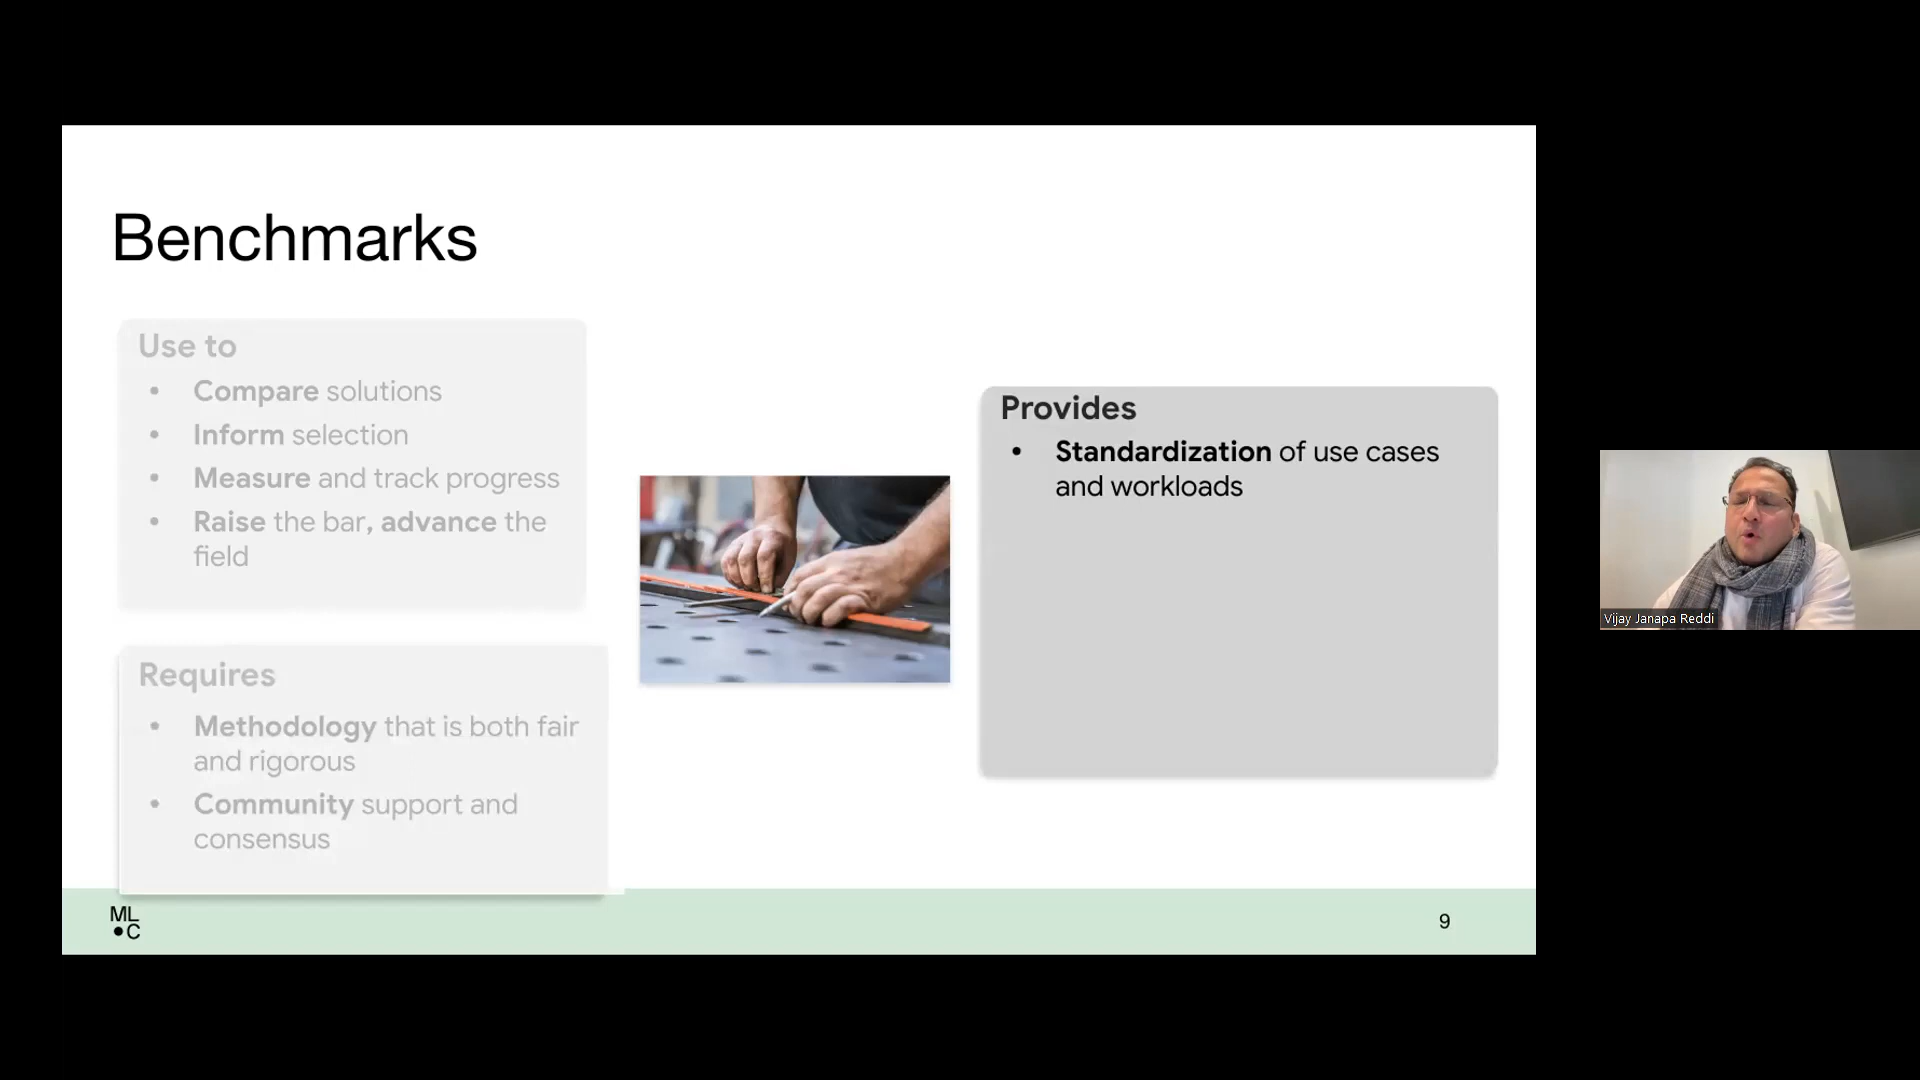 Benchmarks
Use to
• Compare solutions
• Inform selection
• Measure and track progress
• Raise the bar, advance the
field
Requires
• Methodology that is both fair
and rigorous
• Community support and
consensus
Provides
• Standardization of use cases
and workloads
Vijay Janapa Reddi
ML
•C
9